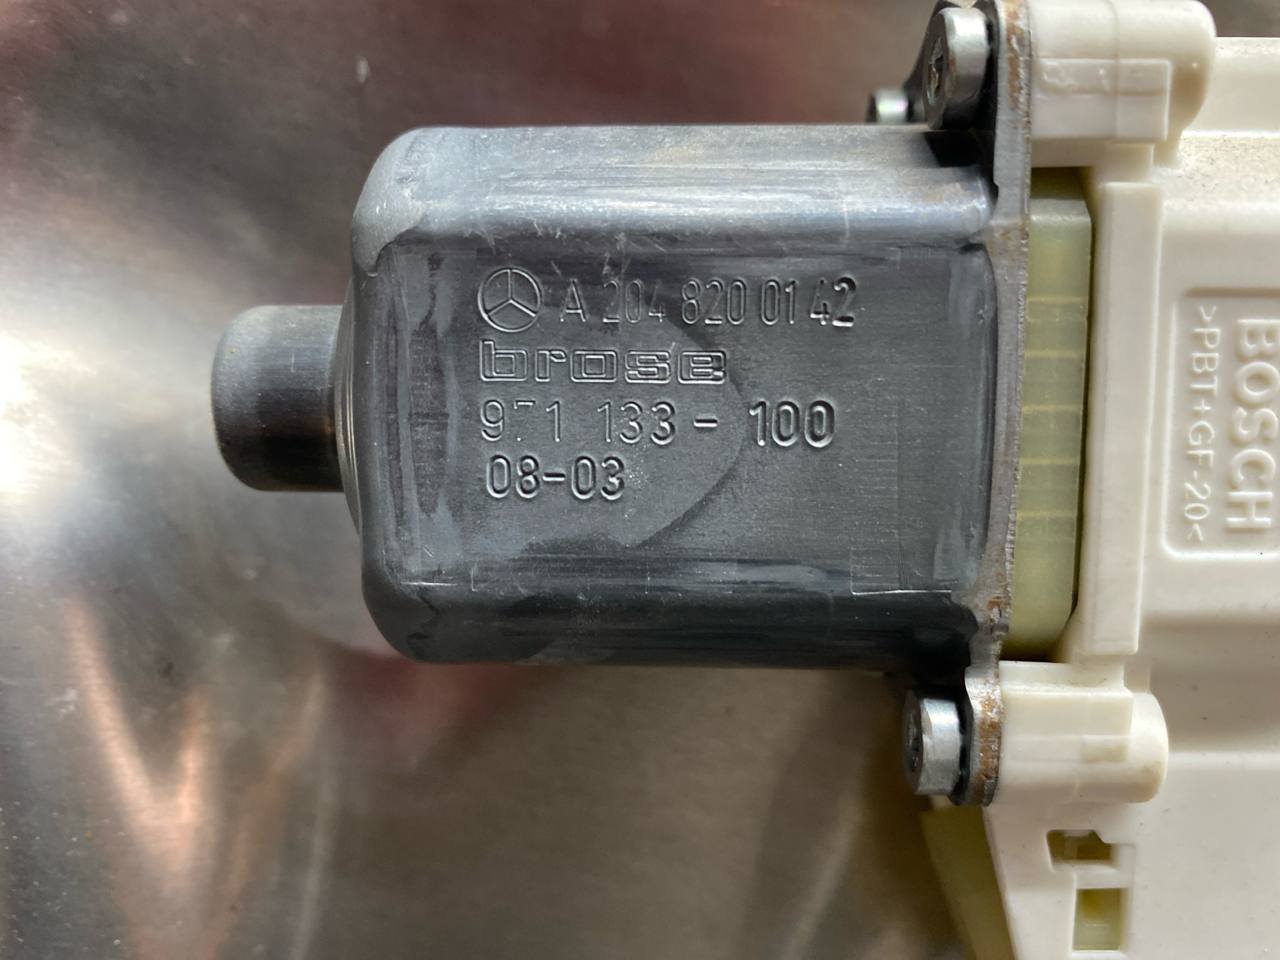 A 204 820 01 42
brose
971 133 - 100
08-03
BOSCH
>PBT+GF-20<